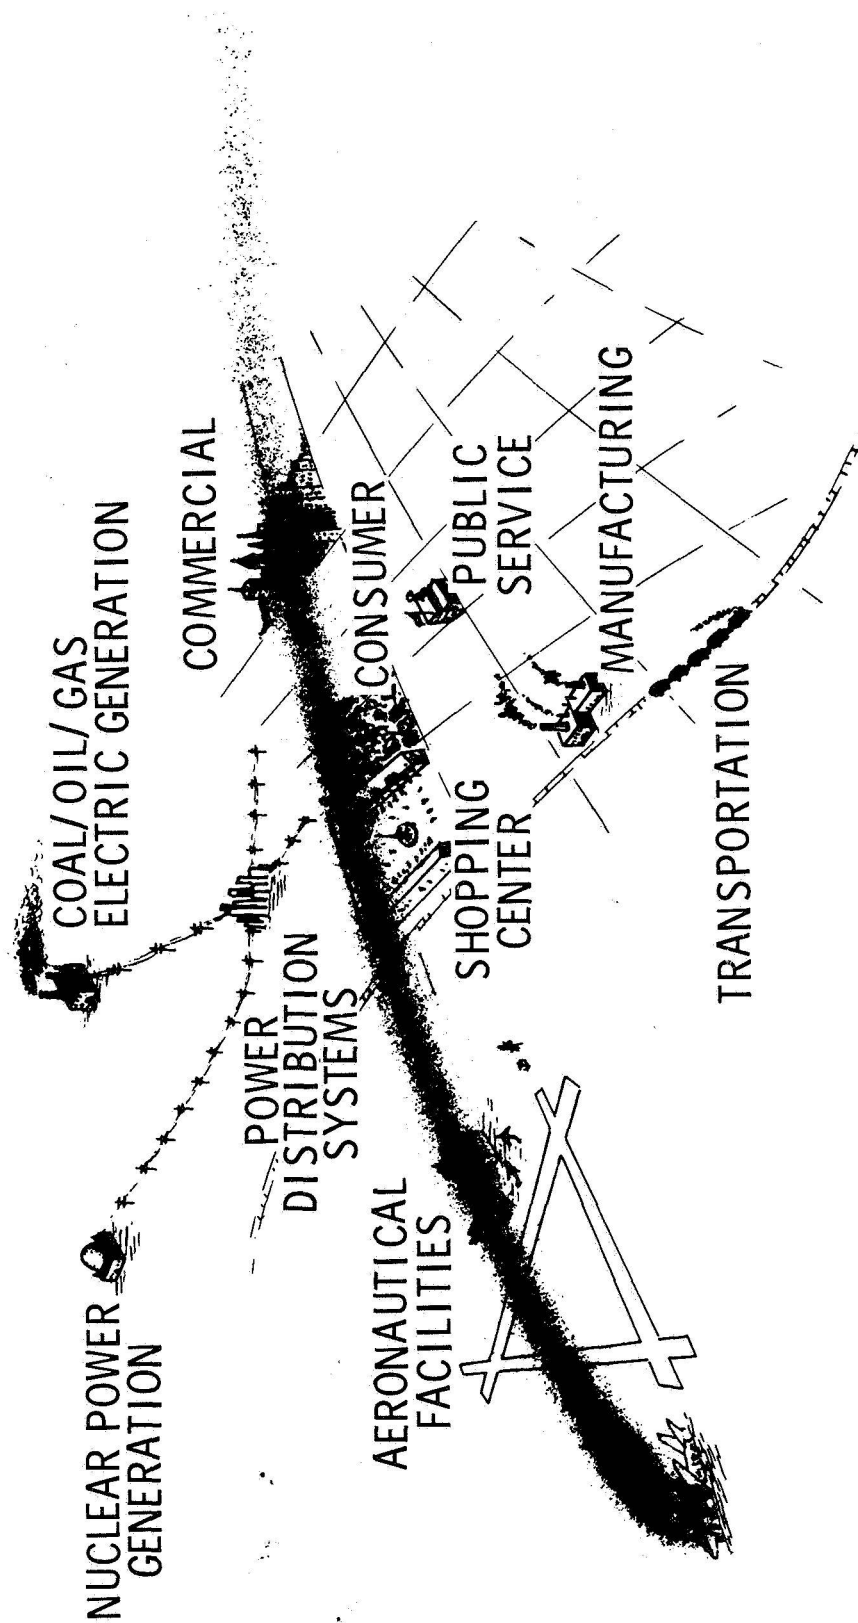 NUCLEAR POWER
GENERATION
COAL/OIL/GAS
ELECTRIC GENERATION
COMMERCIAL
POWER
DISTRIBUTION
SYSTEMS
CONSUMER
AERONAUTICAL
FACILITIES
SHOPPING
CENTER
PUBLIC
SERVICE
MANUFACTURING
TRANSPORTATION